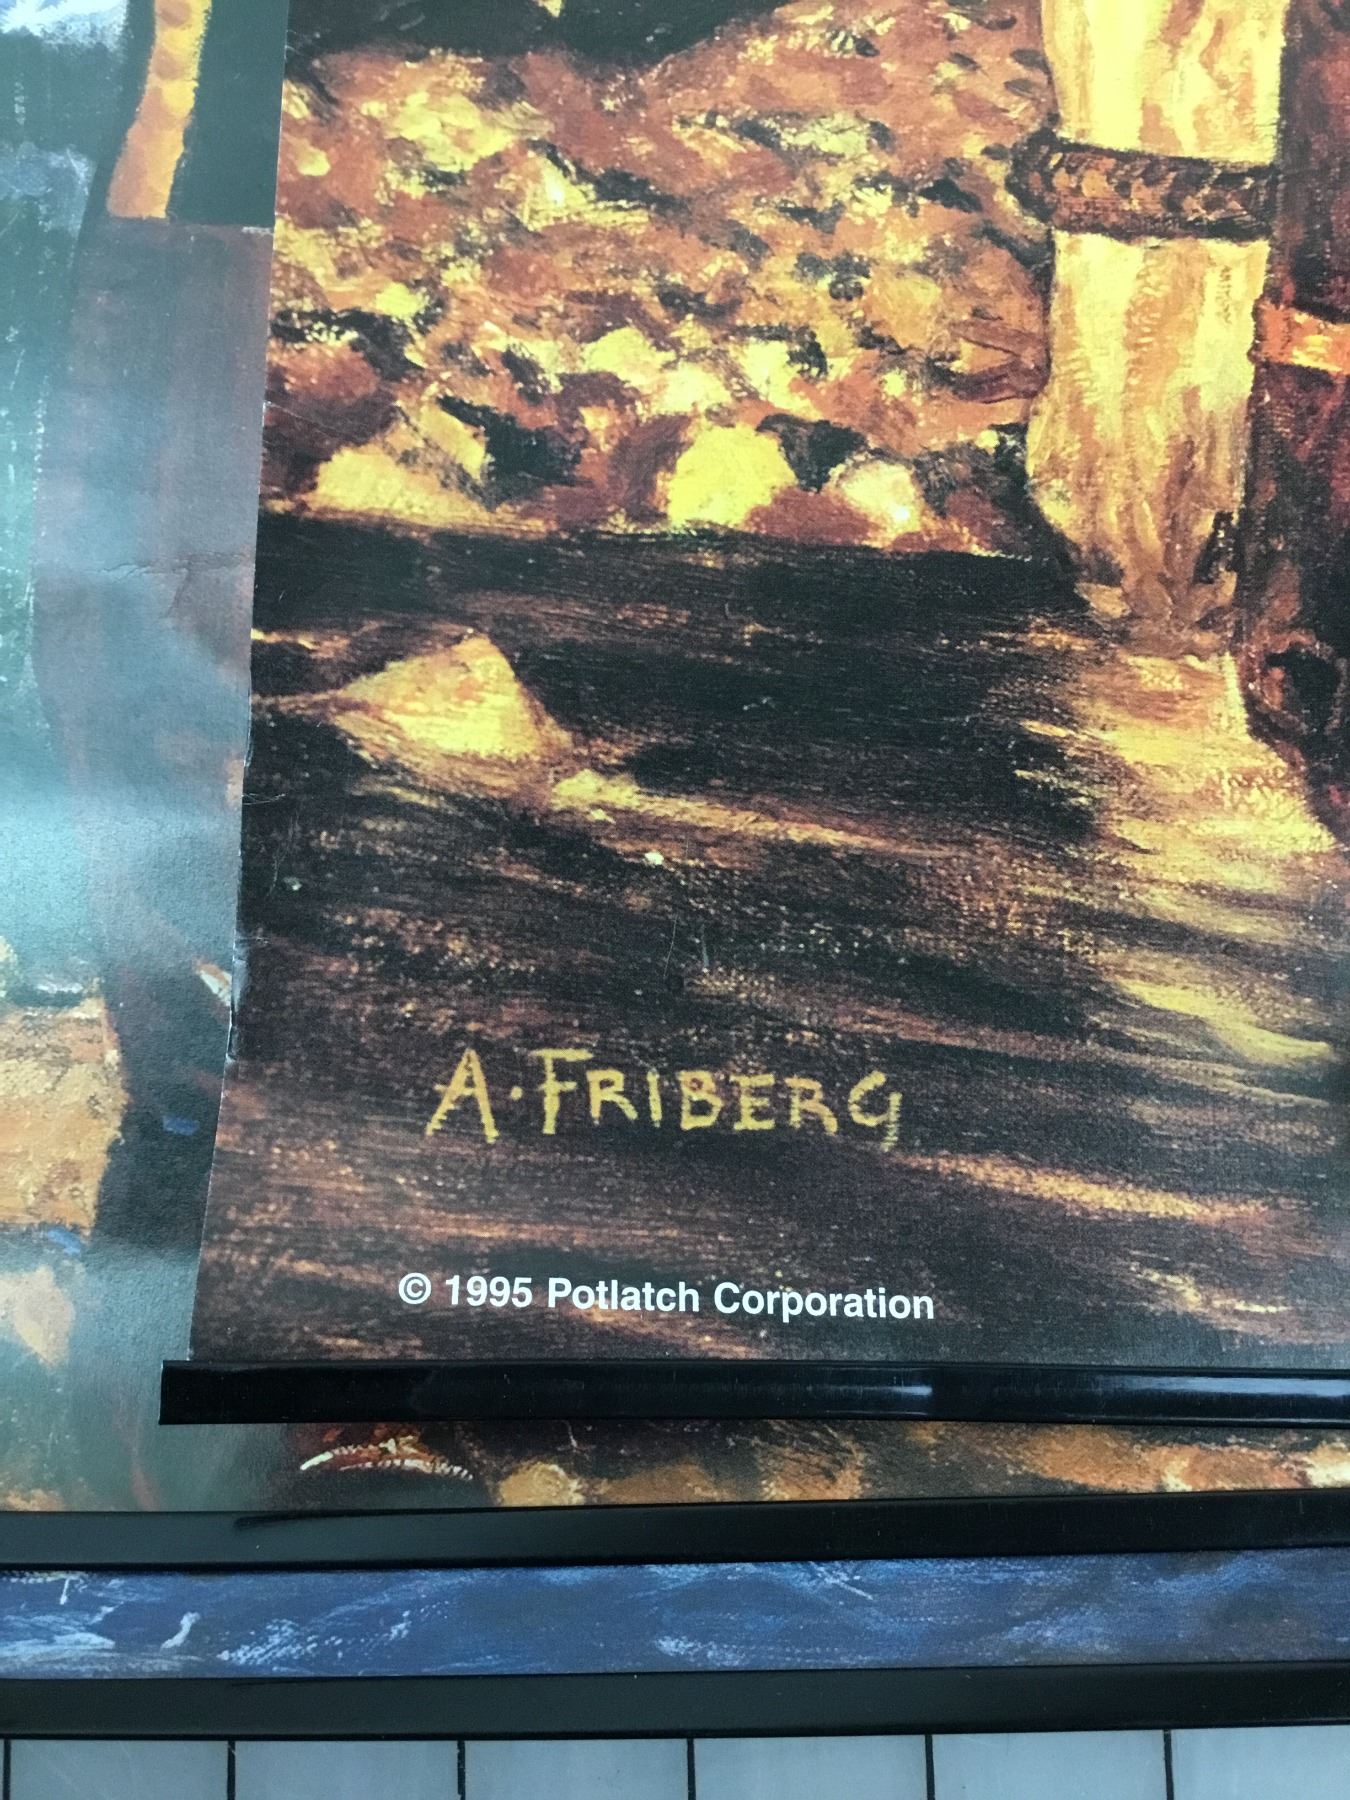 A. FRIBERG
© 1995 Potlatch Corporation